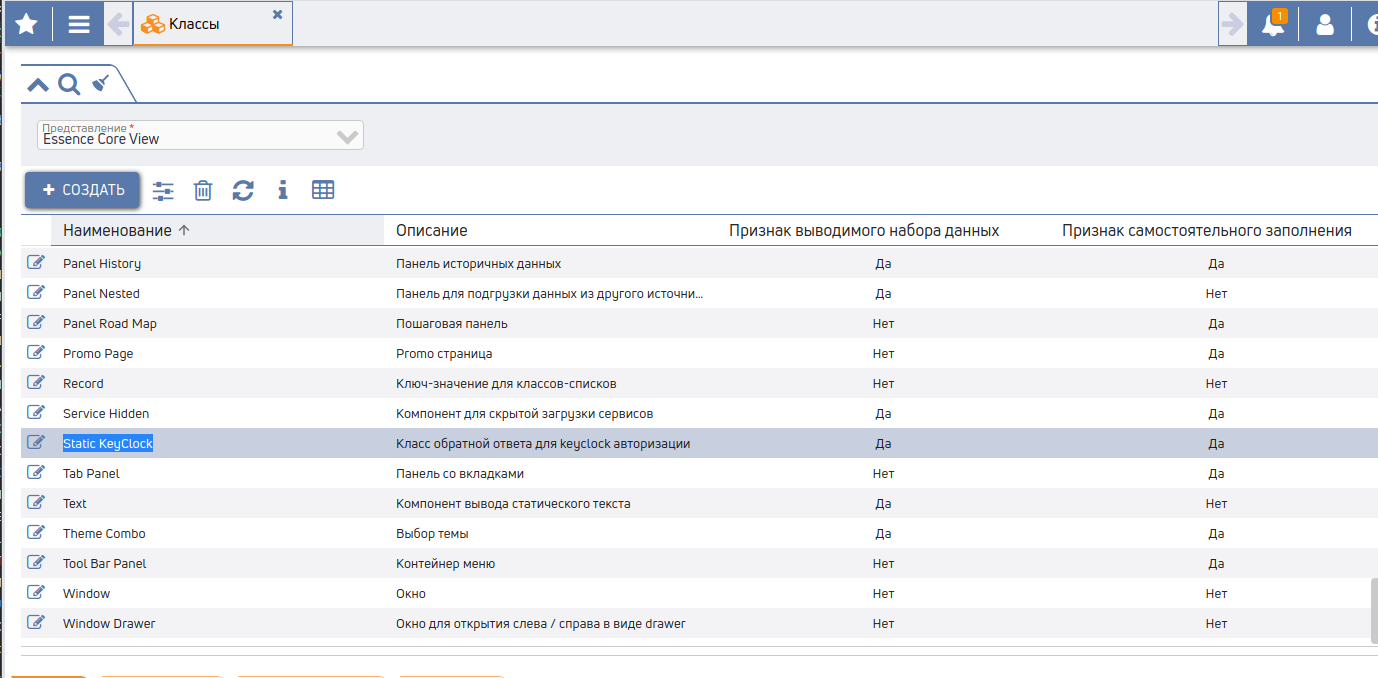 Классы
1
Представление *
Essence Core View
+ СОЗДАТЬ
Наименование ↑ Описание Признак выводимого набора данных Признак самостоятельного заполнения
Panel History Панель историчных данных Да Да
Panel Nested Панель для подгрузки данных из другого источни... Да Нет
Panel Road Map Пошаговая панель Нет Да
Promo Page Promo страница Нет Да
Record Ключ-значение для классов-списков Нет Нет
Service Hidden Компонент для скрытой загрузки сервисов Да Да
Static KeyClock Класс обратной ответа для keyclock авторизации Да Да
Tab Panel Панель со вкладками Нет Да
Text Компонент вывода статического текста Да Нет
Theme Combo Выбор темы Да Да
Tool Bar Panel Контейнер меню Нет Да
Window Окно Нет Нет
Window Drawer Окно для открытия слева / справа в виде drawer Нет Нет